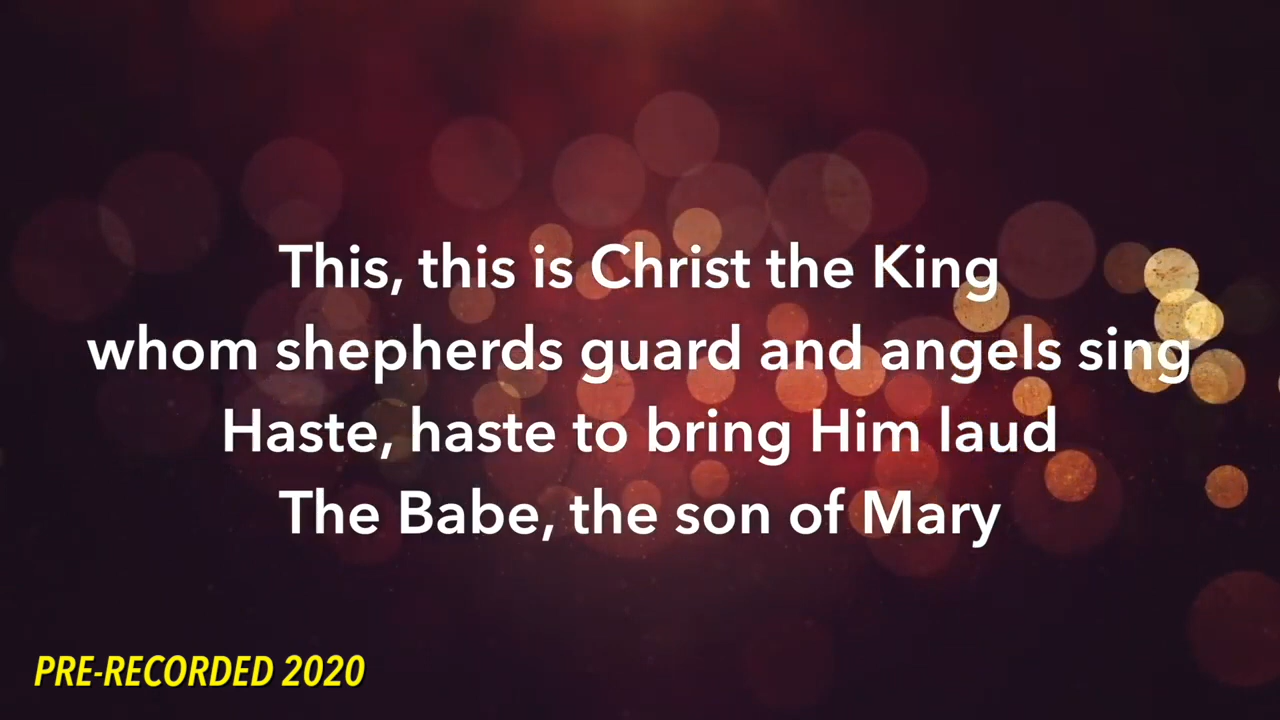 This, this is Christ the King
whom shepherds guard and angels sing
Haste, haste to bring Him laud
The Babe, the son of Mary
PRE-RECORDED 2020